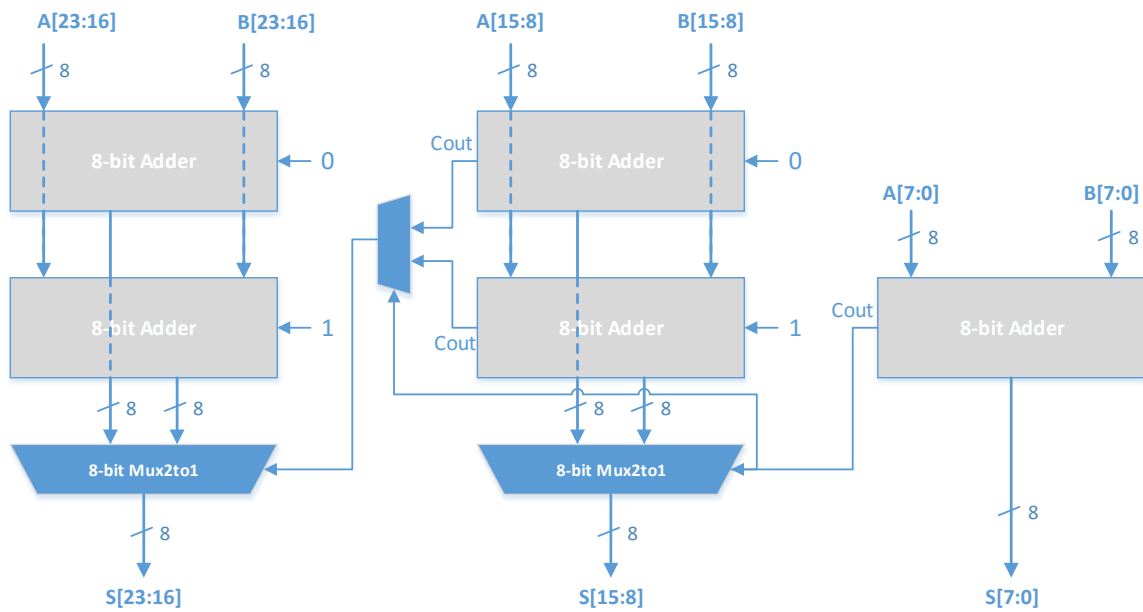 A[23:16]
B[23:16]
A[15:8]
B[15:8]
8
8
8
8
8-bit Adder
0
Cout
8-bit Adder
0
A[7:0]
B[7:0]
8
8
8-bit Adder
1
Cout
8-bit Adder
1
Cout
8-bit Adder
8
8
8
8
8-bit Mux2to1
8-bit Mux2to1
8
8
8
S[23:16]
S[15:8]
S[7:0]